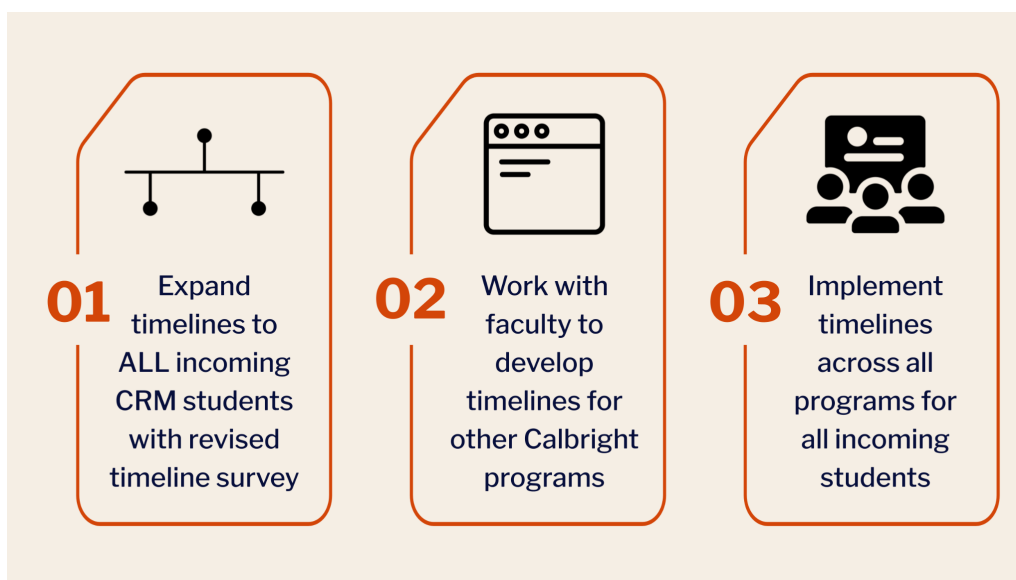 01
Expand
timelines to
ALL incoming
CRM students
with revised
timeline survey
02
Work with
faculty to
develop
timelines for
other Calbright
programs
03
Implement
timelines
across all
programs for
all incoming
students